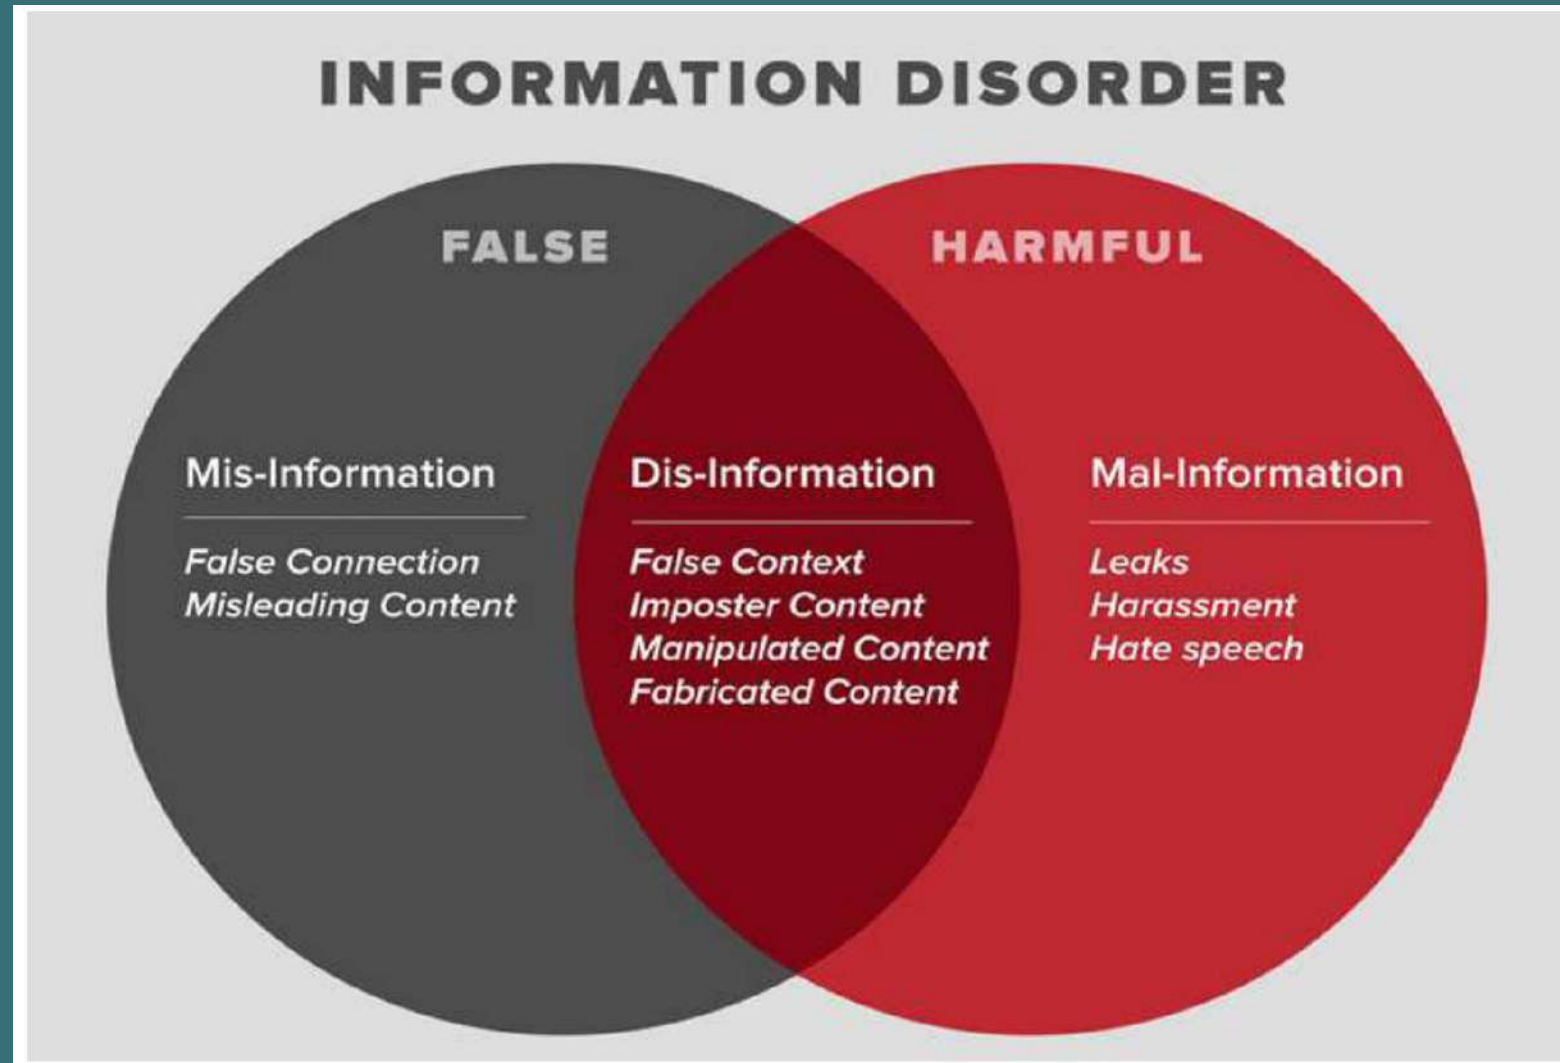 INFORMATION DISORDER
FALSE
HARMFUL
Mis-Information
False Connection
Misleading Content
Dis-Information
False Context
Imposter Content
Manipulated Content
Fabricated Content
Mal-Information
Leaks
Harassment
Hate speech